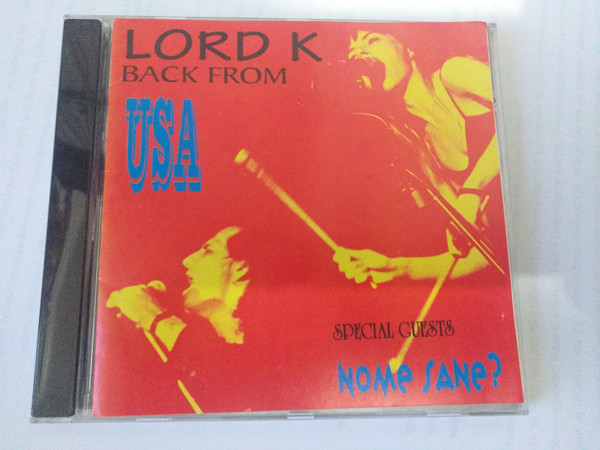 LORD K
BACK FROM
USA
SPECIAL GUESTS
NOME SANE?